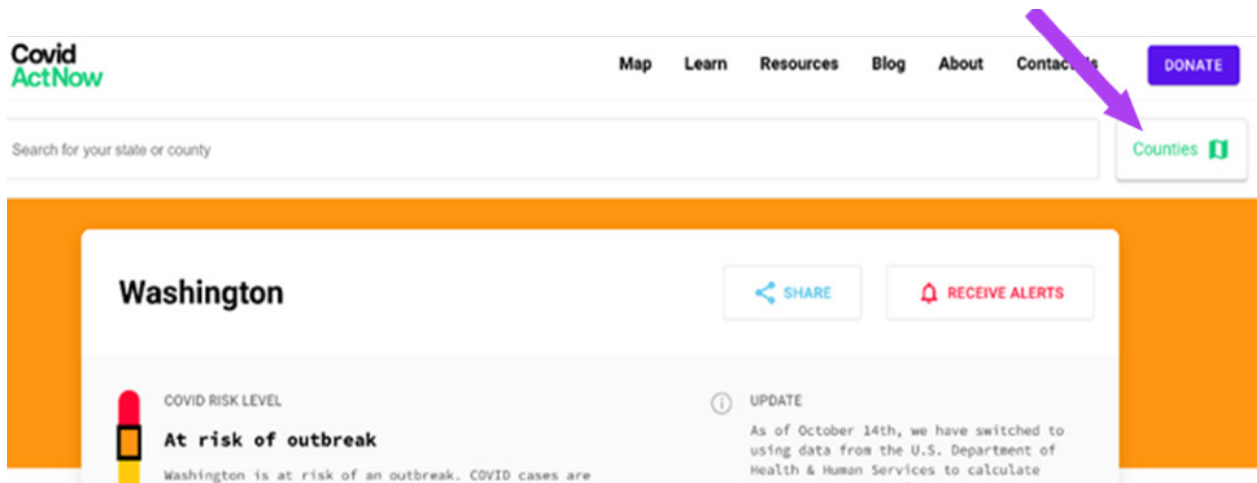 Covid
ActNow
Map Learn Resources Blog About Contact Us DONATE
Search for your state or county
Counties
Washington
SHARE
RECEIVE ALERTS
COVID RISK LEVEL
At risk of outbreak
Washington is at risk of an outbreak. COVID cases are
UPDATE
As of October 14th, we have switched to
using data from the U.S. Department of
Health & Human Services to calculate